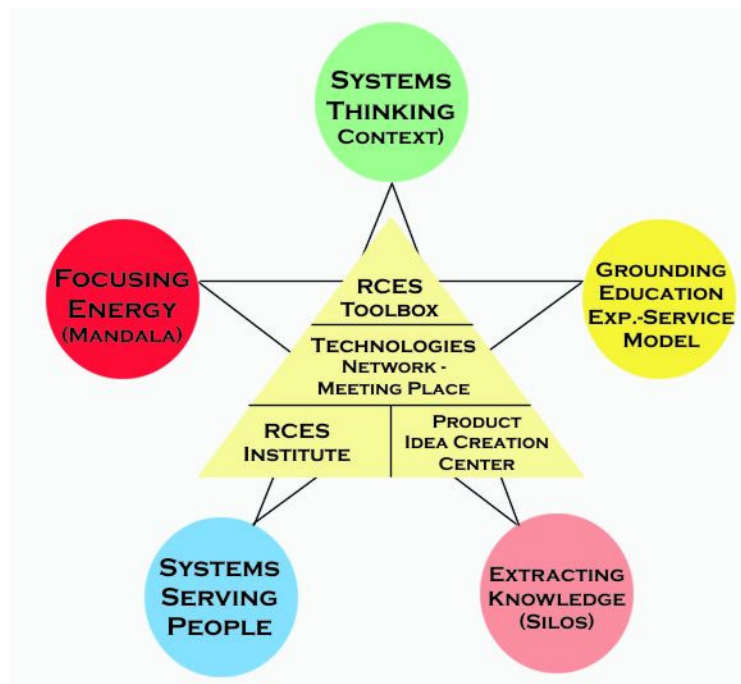 SYSTEMS
THINKING
CONTEXT)
FOCUSING
ENERGY
(MANDALA)
GROUNDING
EDUCATION
EXP.-SERVICE
MODEL
RCES
TOOLBOX
TECHNOLOGIES
NETWORK -
MEETING PLACE
RCES
INSTITUTE
PRODUCT
IDEA CREATION
CENTER
SYSTEMS
SERVING
PEOPLE
EXTRACTING
KNOWLEDGE
(SILOS)